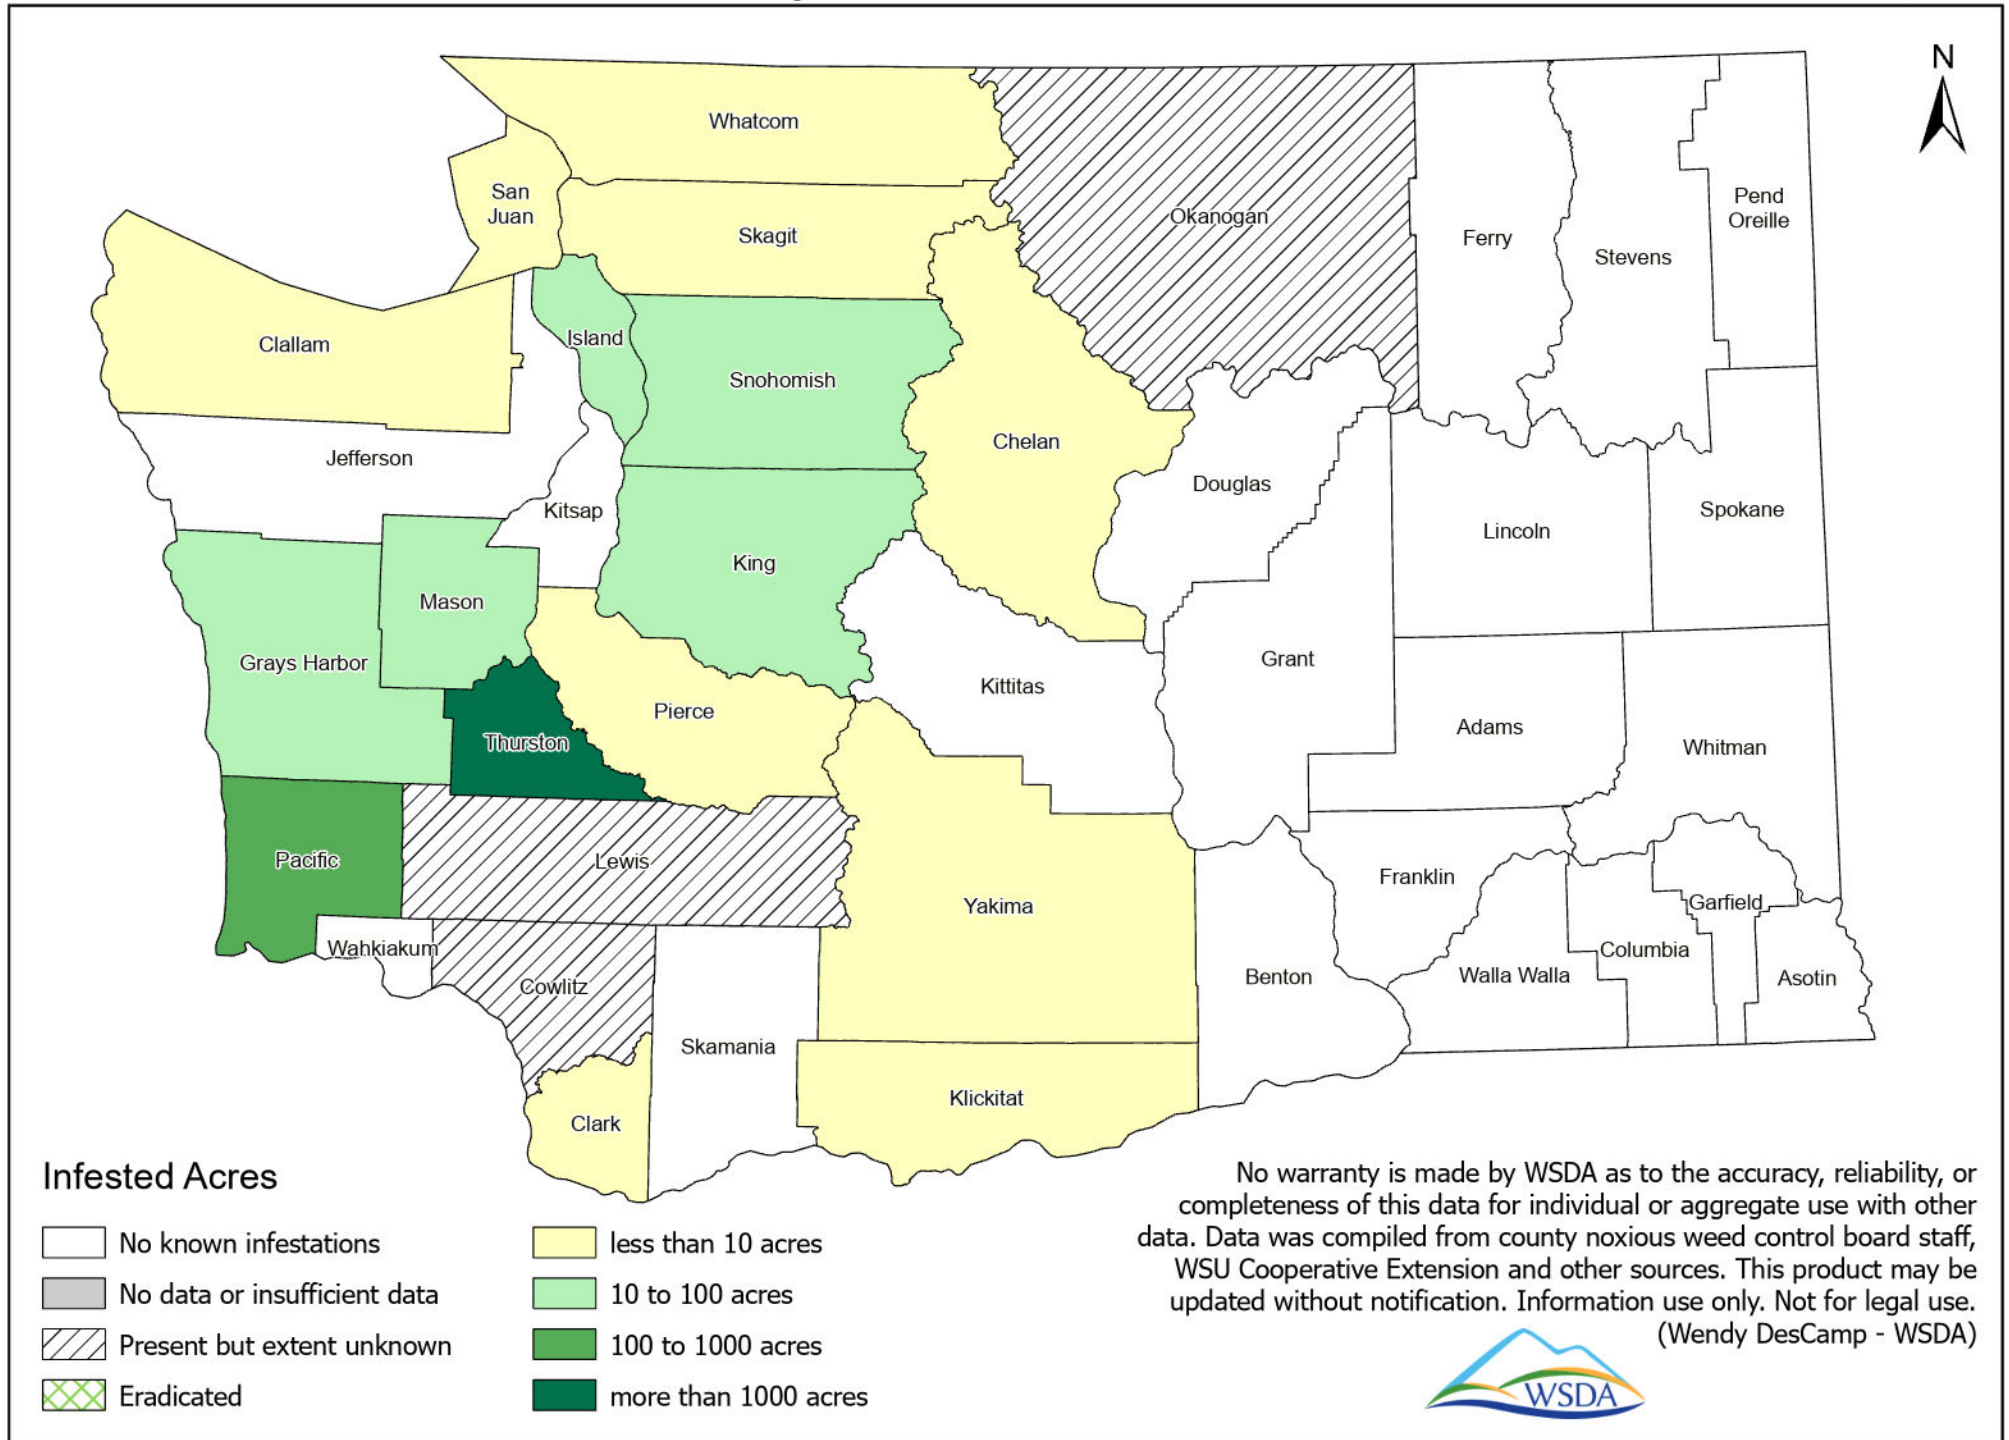 N
Whatcom
San
Juan
Skagit
Okanogan
Ferry
Stevens
Pend
Oreille
Clallam
Island
Snohomish
Chelan
Jefferson
Kitsap
Douglas
Lincoln
Spokane
King
Mason
Grays Harbor
Kittitas
Grant
Pierce
Thurston
Adams
Whitman
Pacific
Lewis
Yakima
Franklin
Garfield
Wahkiakum
Cowlitz
Benton
Walla Walla
Columbia
Asotin
Skamania
Klickitat
Clark
Infested Acres
No known infestations
No data or insufficient data
Present but extent unknown
Eradicated
less than 10 acres
10 to 100 acres
100 to 1000 acres
more than 1000 acres
No warranty is made by WSDA as to the accuracy, reliability, or
completeness of this data for individual or aggregate use with other
data. Data was compiled from county noxious weed control board staff,
WSU Cooperative Extension and other sources. This product may be
updated without notification. Information use only. Not for legal use.
(Wendy DesCamp - WSDA)
WSDA